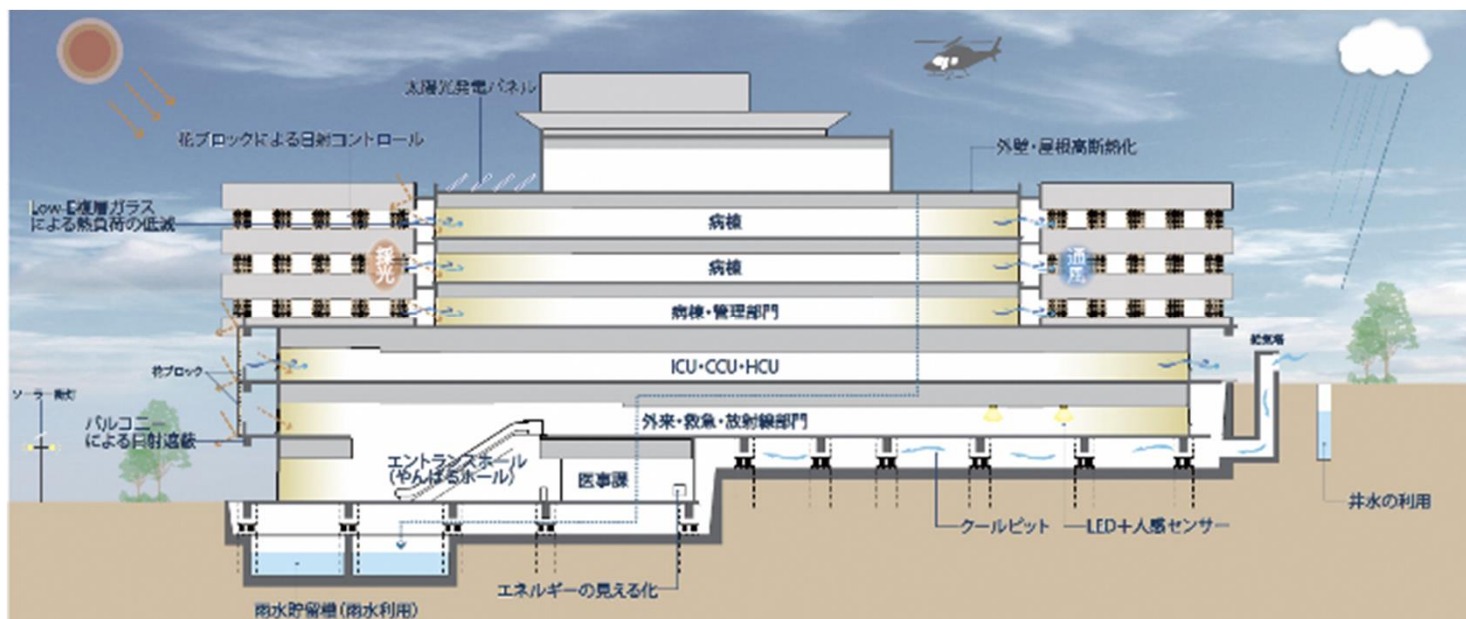 太陽光発電パネル
花ブロックによる日射コントロール
外壁・屋根高断熱化
Low-E複層ガラス
による熱負荷の低減
採光
通風
病棟
病棟
病棟・管理部門
ICU・CCU・HCU
給気塔
花ブロック
ソーラー街灯
バルコニー
による日射遮蔽
外来・救急・放射線部門
エントランスホール
(やんばるホール)
医事課
クールピット
LED+人感センサー
井水の利用
エネルギーの見える化
雨水貯留槽(雨水利用)